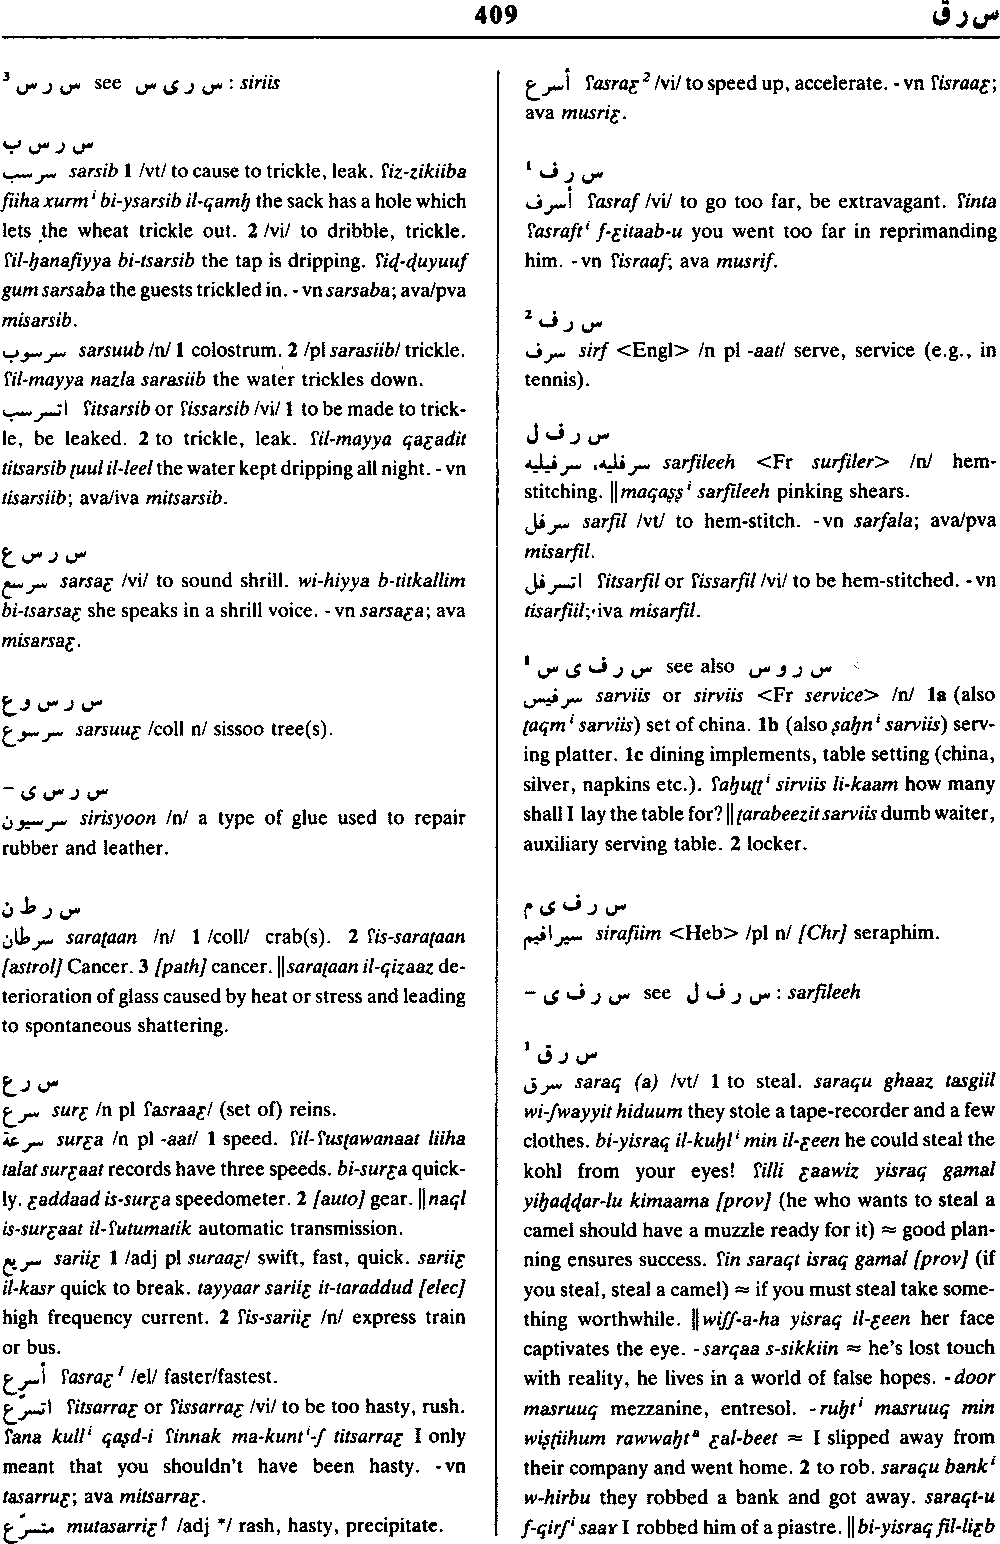 409
س ر ق
س ر س ³ see س ر ى س : siriis
س ر س ب
سرسب sarsib 1 /vt/ to cause to trickle, leak. ʕiz-zikiiba
fiiha xurmⁱ bi-ysarsib il-qamḥ the sack has a hole which
lets the wheat trickle out. 2 /vi/ to dribble, trickle.
ʕil-ḥanafiyya bi-tsarsib the tap is dripping. ʕiḍ-ḍuyuuf
gum sarsaba the guests trickled in. - vn sarsaba; ava/pva
misarsib.
سرسوب sarsuub /n/ 1 colostrum. 2 /pl sarasiib/ trickle.
ʕil-mayya nazla sarasiib the water trickles down.
اتسرسب ʕitsarsib or ʕissarsib /vi/ 1 to be made to trick-
le, be leaked. 2 to trickle, leak. ʕil-mayya qaɛadit
titsarsib ṭuul il-leel the water kept dripping all night. - vn
tisarsiib; ava/iva mitsarsib.
س ر س ع
سرسع sarsaɛ /vi/ to sound shrill. wi-hiyya b-titkallim
bi-tsarsaɛ she speaks in a shrill voice. - vn sarsaɛa; ava
misarsaɛ.
س ر س و ع
سرسوع sarsuuɛ /coll n/ sissoo tree(s).
س ر س ى –
سرسيون sirisyoon /n/ a type of glue used to repair
rubber and leather.
س ر ط ن
سرطان saraṭaan /n/ 1 /coll/ crab(s). 2 ʕis-saraṭaan
[astrol] Cancer. 3 [path] cancer. ‖ saraṭaan il-qizaaz de-
terioration of glass caused by heat or stress and leading
to spontaneous shattering.
س ر ع
سرع surɛ /n pl ʕasraaɛ/ (set of) reins.
سرعة surɛa /n pl -aat/ 1 speed. ʕil-ʕusṭawanaat liiha
talat surɛaat records have three speeds. bi-surɛa quick-
ly. ɛaddaad is-surɛa speedometer. 2 [auto] gear. ‖ naql
is-surɛaat il-ʕutumatik automatic transmission.
سريع sariiɛ 1 /adj pl suraaɛ/ swift, fast, quick. sariiɛ
il-kasr quick to break. tayyaar sariiɛ it-taraddud [elec]
high frequency current. 2 ʕis-sariiɛ /n/ express train
or bus.
أسرع ʕasraɛ¹ /el/ faster/fastest.
اتسرّع ʕitsarraɛ or ʕissarraɛ /vi/ to be too hasty, rush.
ʕana kullⁱ qaṣd-i ʕinnak ma-kuntⁱ-ʃ titsarraɛ I only
meant that you shouldn't have been hasty. - vn
tasarruɛ; ava mitsarraɛ.
متسرّع mutasarriɛ↑ /adj */ rash, hasty, precipitate.
أسرع ʕasraɛ² /vi/ to speed up, accelerate. - vn ʕisraaɛ;
ava musriɛ.
س ر ف ¹
أسرف ʕasraf /vi/ to go too far, be extravagant. ʕinta
ʕasraftⁱ f-ɛitaab-u you went too far in reprimanding
him. - vn ʕisraaf; ava musrif.
س ر ف ²
سرف sirf <Engl> /n pl -aat/ serve, service (e.g., in
tennis).
س ر ف ل
سرفليه، سرفيليه sarfileeh <Fr surfiler> /n/ hem-
stitching. ‖ maqaṣṣⁱ sarfileeh pinking shears.
سرفل sarfil /vt/ to hem-stitch. - vn sarfala; ava/pva
misarfil.
اتسرفل ʕitsarfil or ʕissarfil /vi/ to be hem-stitched. - vn
tisarfiil; iva misarfil.
س ر ف ى س ¹ see also س ر و س
سرفيس sarviis or sirviis <Fr service> /n/ 1a (also
ṭaqmⁱ sarviis) set of china. 1b (also ṣaḥnⁱ sarviis) serv-
ing platter. 1c dining implements, table setting (china,
silver, napkins etc.). ʕaḥuṭṭⁱ sirviis li-kaam how many
shall I lay the table for? ‖ ṭarabeezit sarviis dumb waiter,
auxiliary serving table. 2 locker.
س ر ف ى م
سيرافيم sirafiim <Heb> /pl n/ [Chr] seraphim.
س ر ف ى – see س ر ف ل : sarfileeh
س ر ق ¹
سرق saraq (a) /vt/ 1 to steal. saraqu ghaaz tasgiil
wi-ʃwayyit hiduum they stole a tape-recorder and a few
clothes. bi-yisraq il-kuḥlⁱ min il-ɛeen he could steal the
kohl from your eyes! ʕilli ɛaawiz yisraq gamal
yiḥaḍḍar-lu kimaama [prov] (he who wants to steal a
camel should have a muzzle ready for it) ≈ good plan-
ning ensures success. ʕin saraqt israq gamal [prov] (if
you steal, steal a camel) ≈ if you must steal take some-
thing worthwhile. ‖ wiʃʃ-a-ha yisraq il-ɛeen her face
captivates the eye. - sarqaa s-sikkiin ≈ he's lost touch
with reality, he lives in a world of false hopes. - door
masruuq mezzanine, entresol. - ruḥtⁱ masruuq min
wiṣṭiihum rawwaḥtᵃ ɛal-beet ≈ I slipped away from
their company and went home. 2 to rob. saraqu bankⁱ
w-hirbu they robbed a bank and got away. saraqt-u
f-qirʃⁱ saaɣ I robbed him of a piastre. ‖ bi-yisraq fil-liɛb